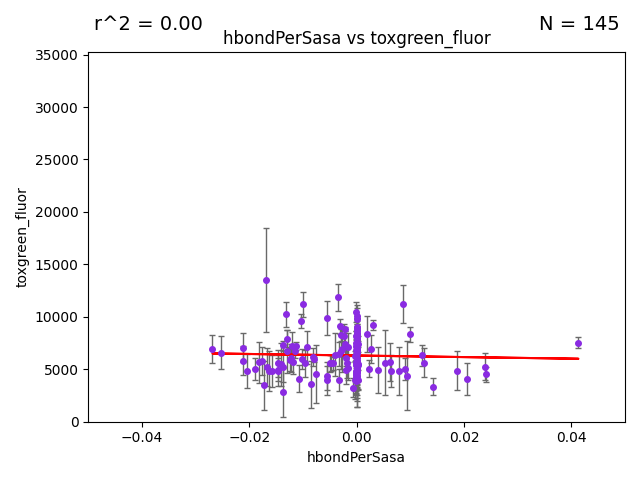 r^2 = 0.00
N = 145
hbondPerSasa vs toxgreen_fluor
35000
30000
25000
20000
15000
10000
5000
0
toxgreen_fluor
−0.04
−0.02
0.00
0.02
0.04
hbondPerSasa